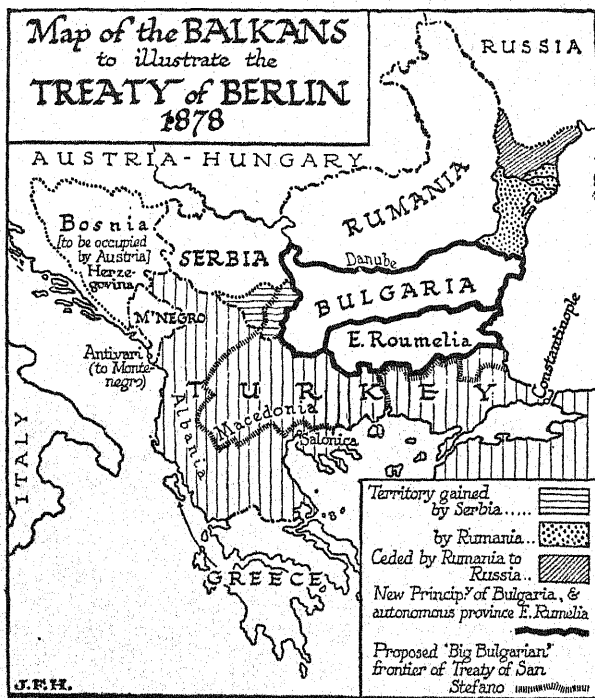 Map of the BALKANS
to illustrate the
TREATY of BERLIN
1878
RUSSIA
AUSTRIA-HUNGARY
RUMANIA
Bosnia
[to be occupied
by Austria]
Herze-
govina
SERBIA
Danube
BULGARIA
M'NEGRO
E. Roumelia
Antivari
(to Monte-
negro)
Constantinople
TURKEY
Albania
Macedonia
Salonica
ITALY
GREECE
Territory gained
by Serbia.....
by Rumania..
Ceded by Rumania to
Russia..
New Princip.y of Bulgaria, &
autonomous province E. Rumelia
Proposed 'Big Bulgarian'
frontier of Treaty of San
Stefano
J.F.H.